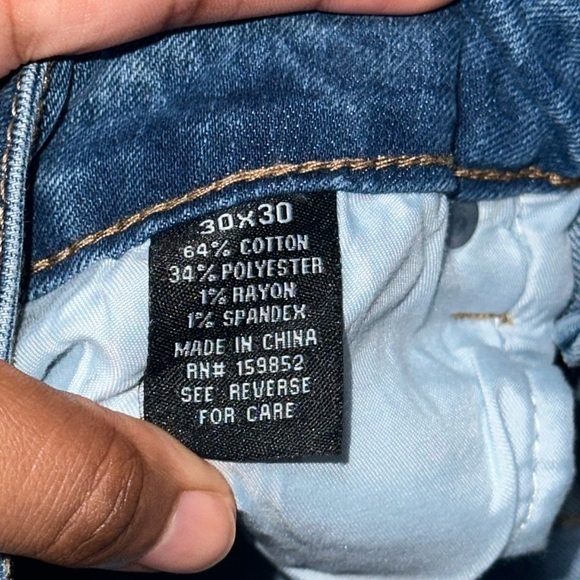 30X30
64% COTTON
34% POLYESTER
1% RAYON
1% SPANDEX
MADE IN CHINA
RN# 159852
SEE REVERSE
FOR CARE